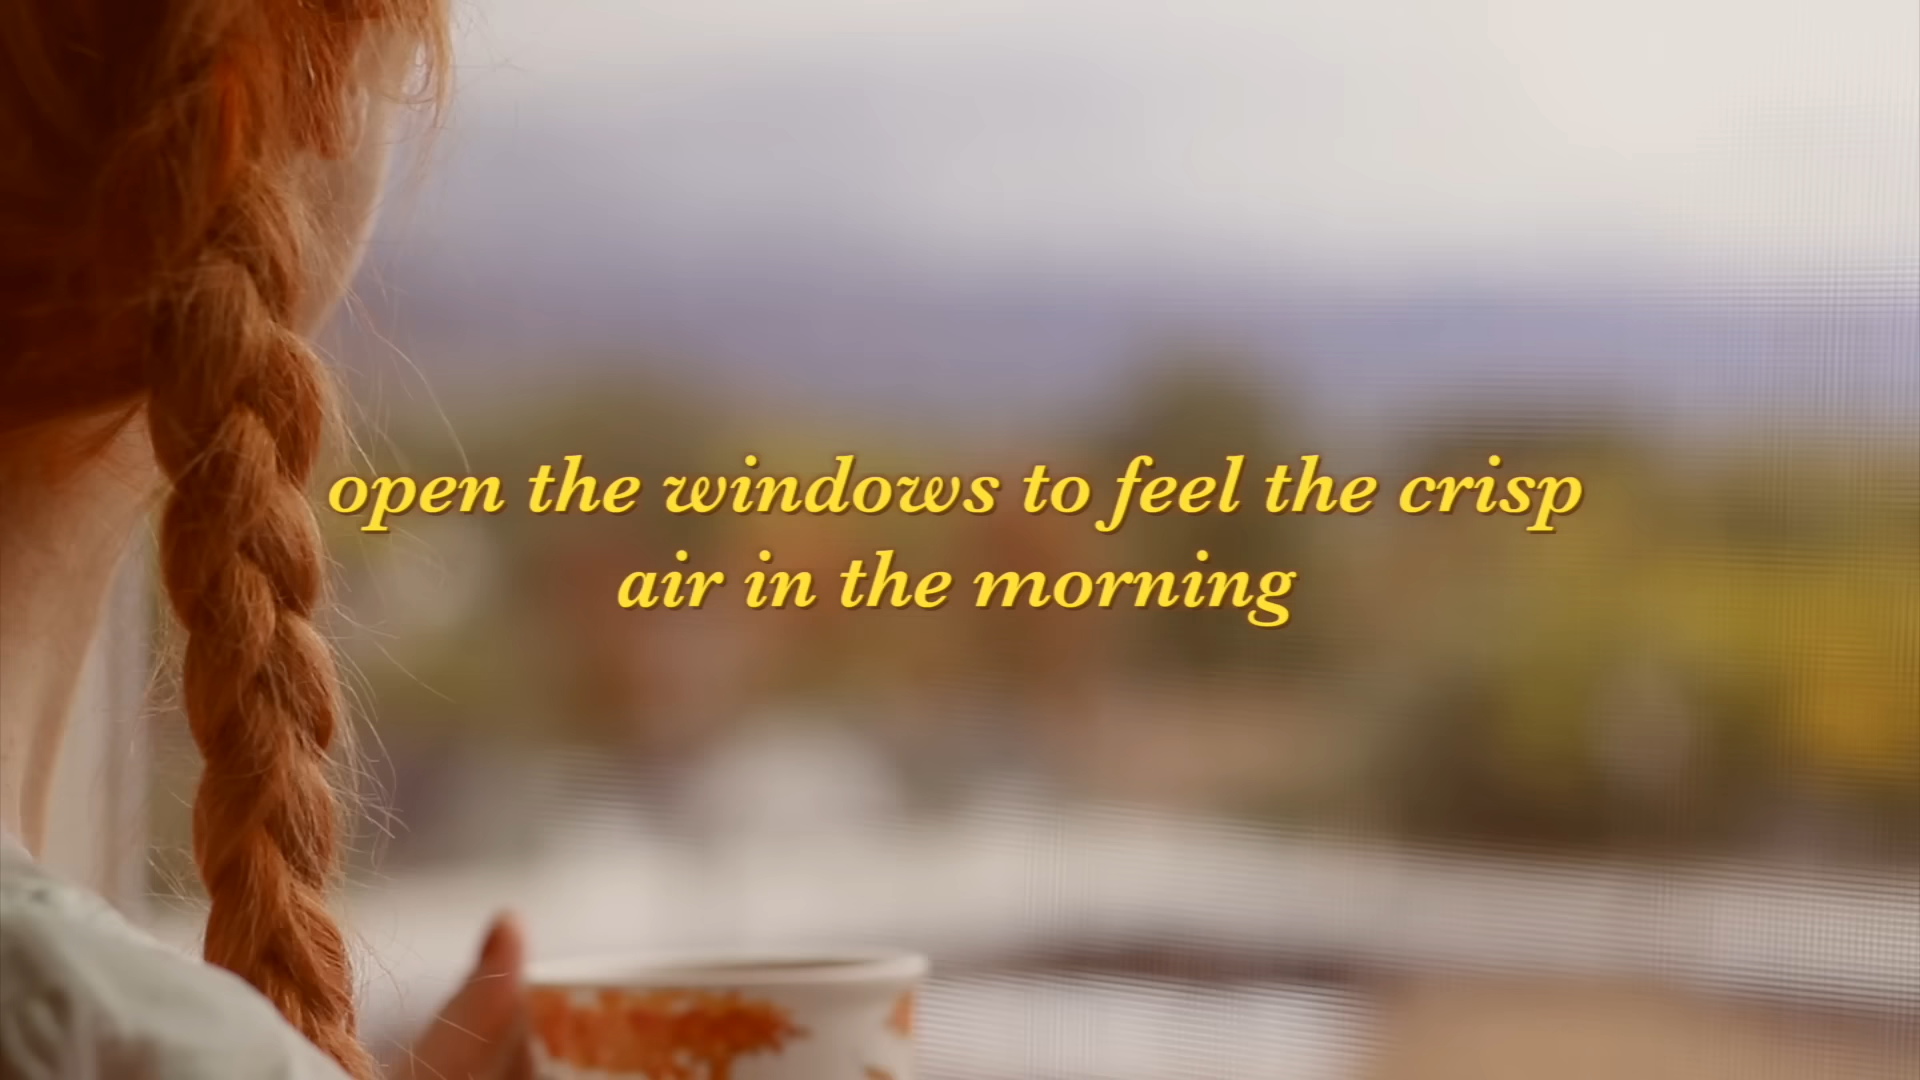 open the windows to feel the crisp
air in the morning